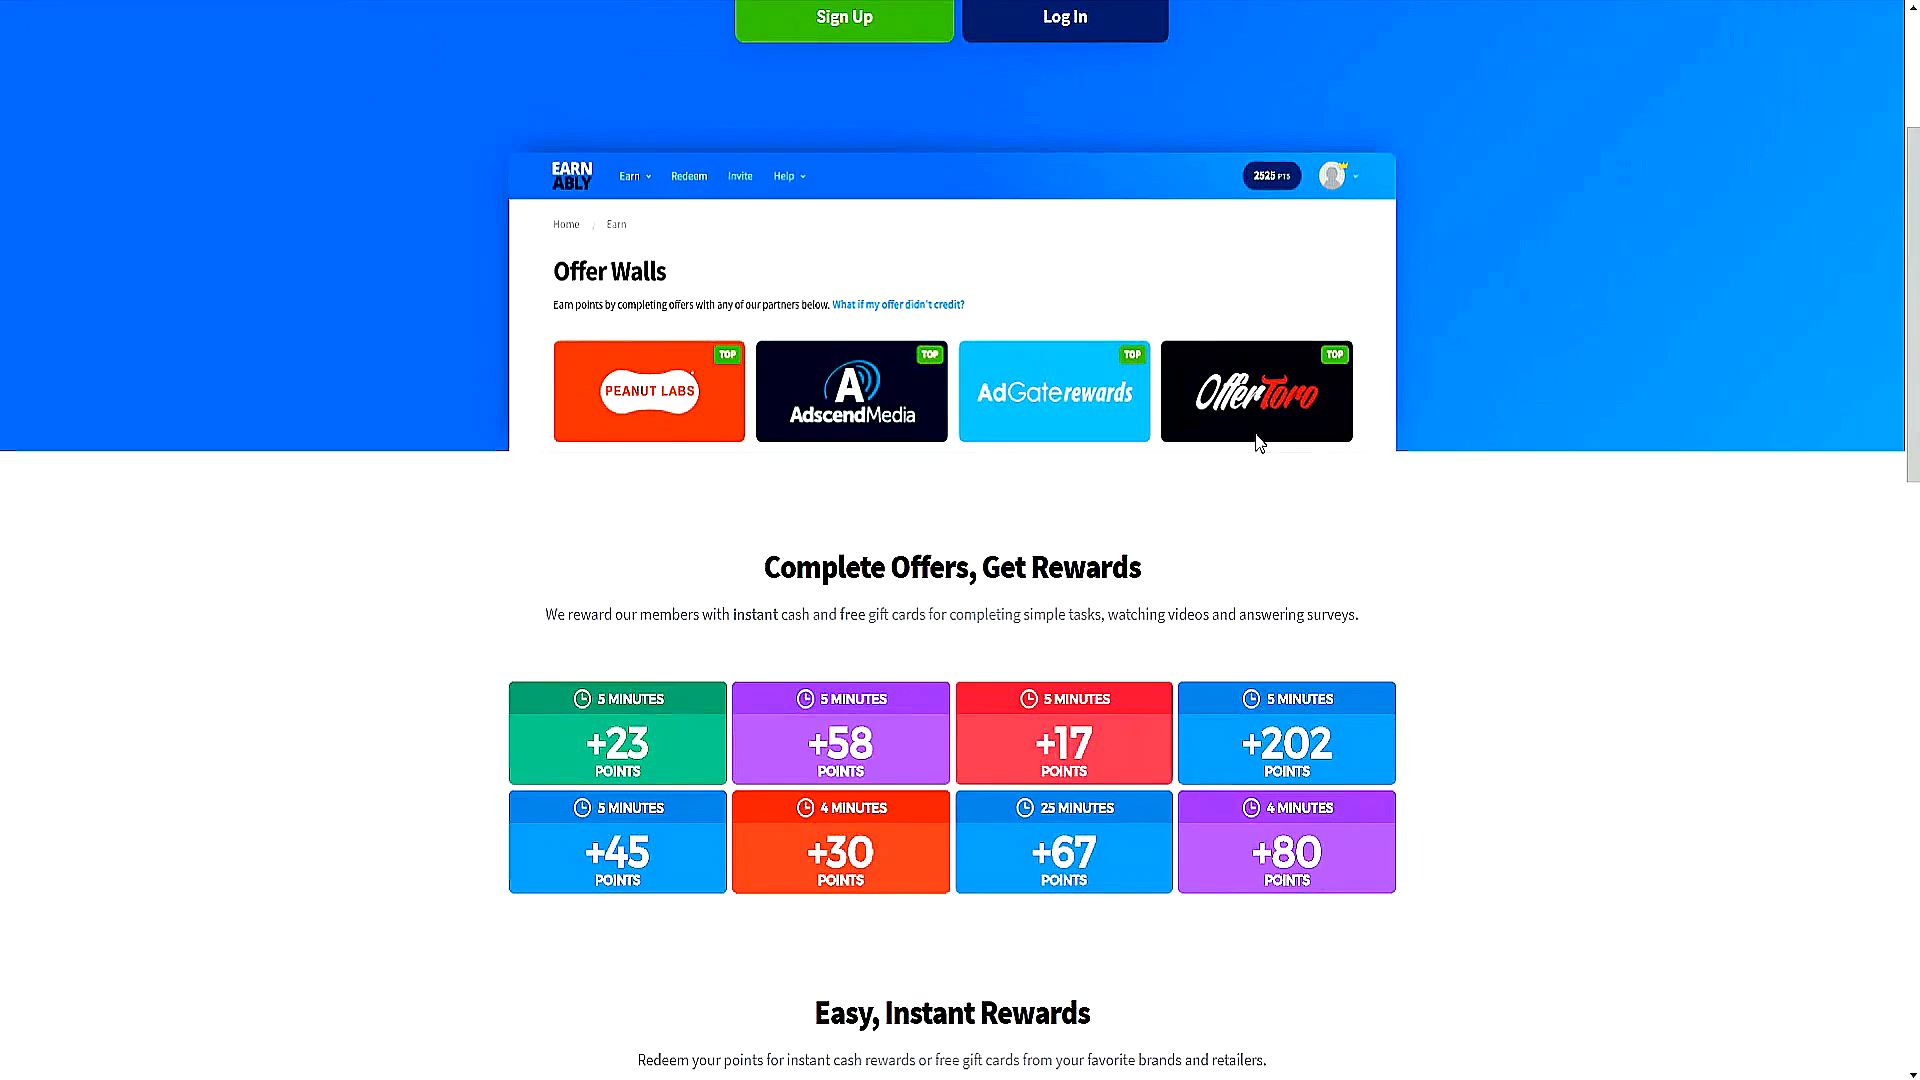 Sign Up
Log In
EARN
ABLY
Earn
Redeem
Invite
Help
2525 PTS
Home / Earn
Offer Walls
Earn points by completing offers with any of our partners below. What if my offer didn't credit?
TOP
PEANUT LABS
TOP
A
AdscendMedia
TOP
AdGate rewards
TOP
OfferToro
Complete Offers, Get Rewards
We reward our members with instant cash and free gift cards for completing simple tasks, watching videos and answering surveys.
5 MINUTES
+23
POINTS
5 MINUTES
+58
POINTS
5 MINUTES
+17
POINTS
5 MINUTES
+202
POINTS
5 MINUTES
+45
POINTS
4 MINUTES
+30
POINTS
25 MINUTES
+67
POINTS
4 MINUTES
+80
POINTS
Easy, Instant Rewards
Redeem your points for instant cash rewards or free gift cards from your favorite brands and retailers.